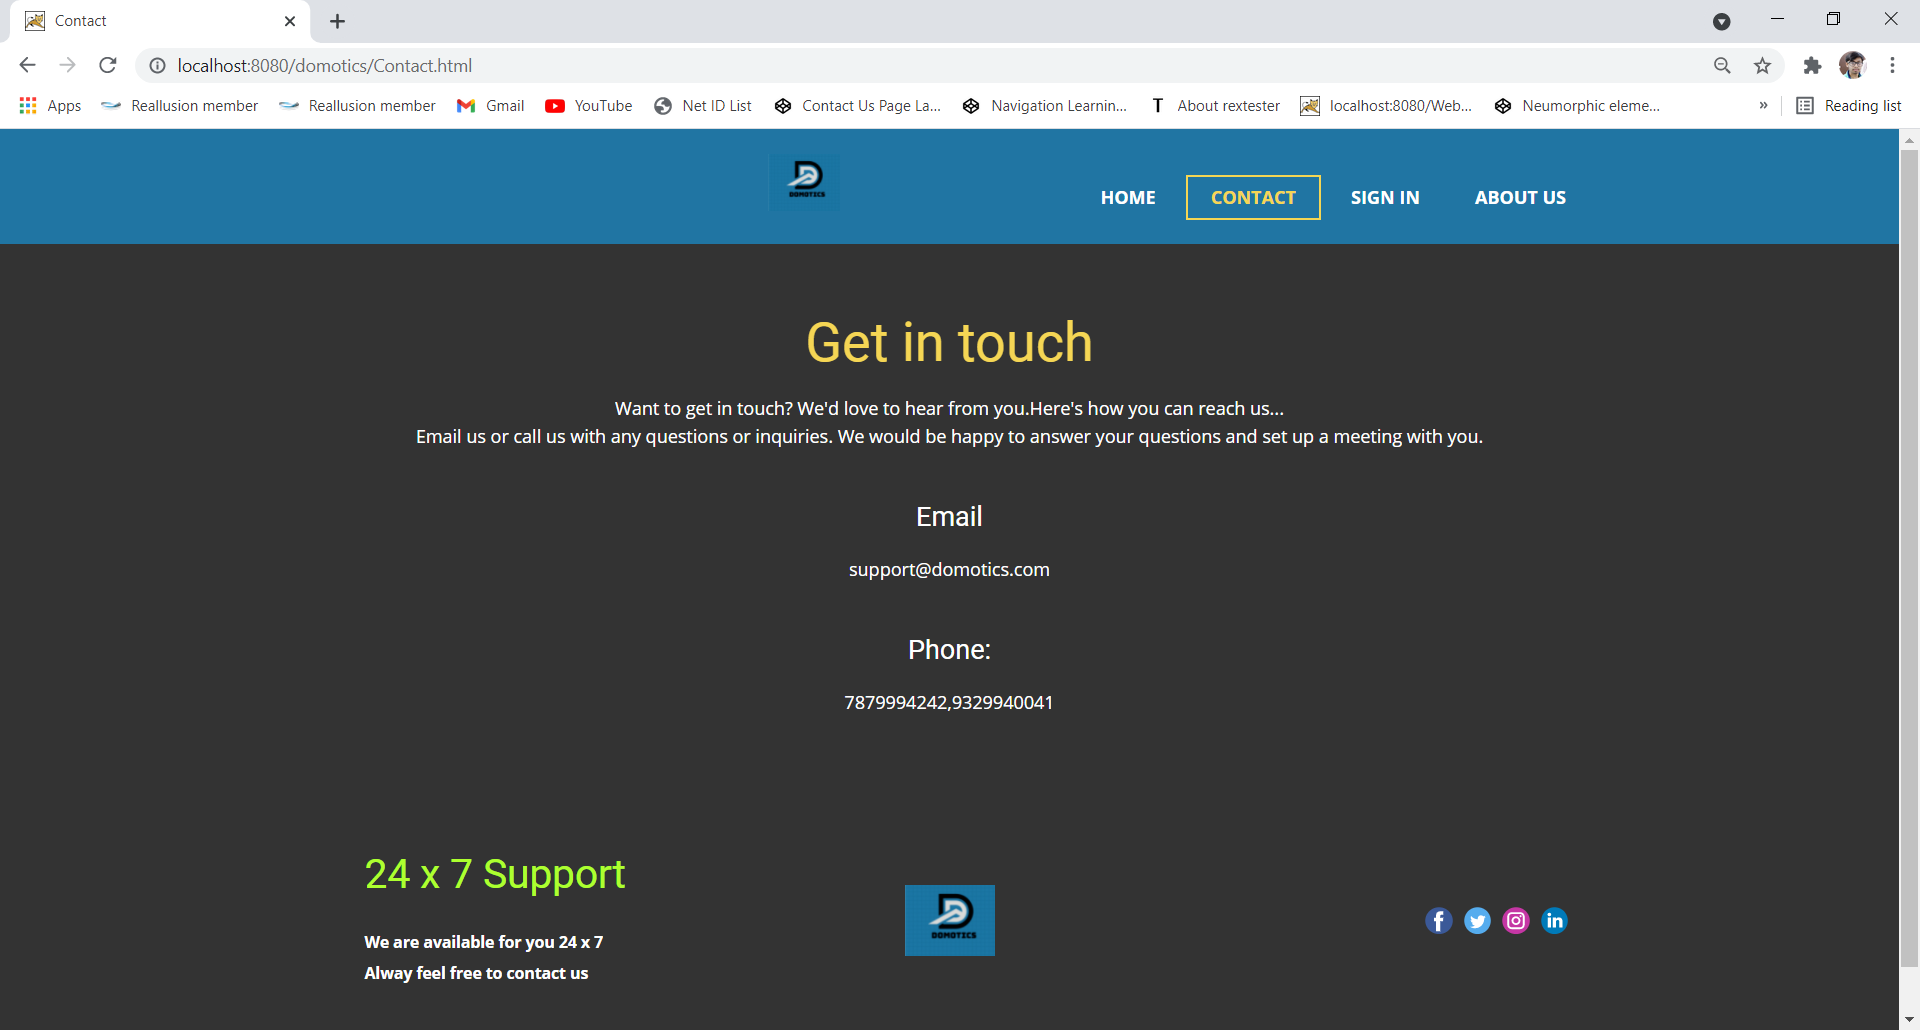 Contact
localhost:8080/domotics/Contact.html
Apps
Reallusion member
Reallusion member
Gmail
YouTube
Net ID List
Contact Us Page La...
Navigation Learnin...
T
About rextester
localhost:8080/Web...
Neumorphic eleme...
»
Reading list
D
DOMOTICS
HOME
CONTACT
SIGN IN
ABOUT US
Get in touch
Want to get in touch? We'd love to hear from you.Here's how you can reach us...
Email us or call us with any questions or inquiries. We would be happy to answer your questions and set up a meeting with you.
Email
support@domotics.com
Phone:
7879994242,9329940041
24 x 7 Support
We are available for you 24 x 7
Alway feel free to contact us
D
DOMOTICS
f
in